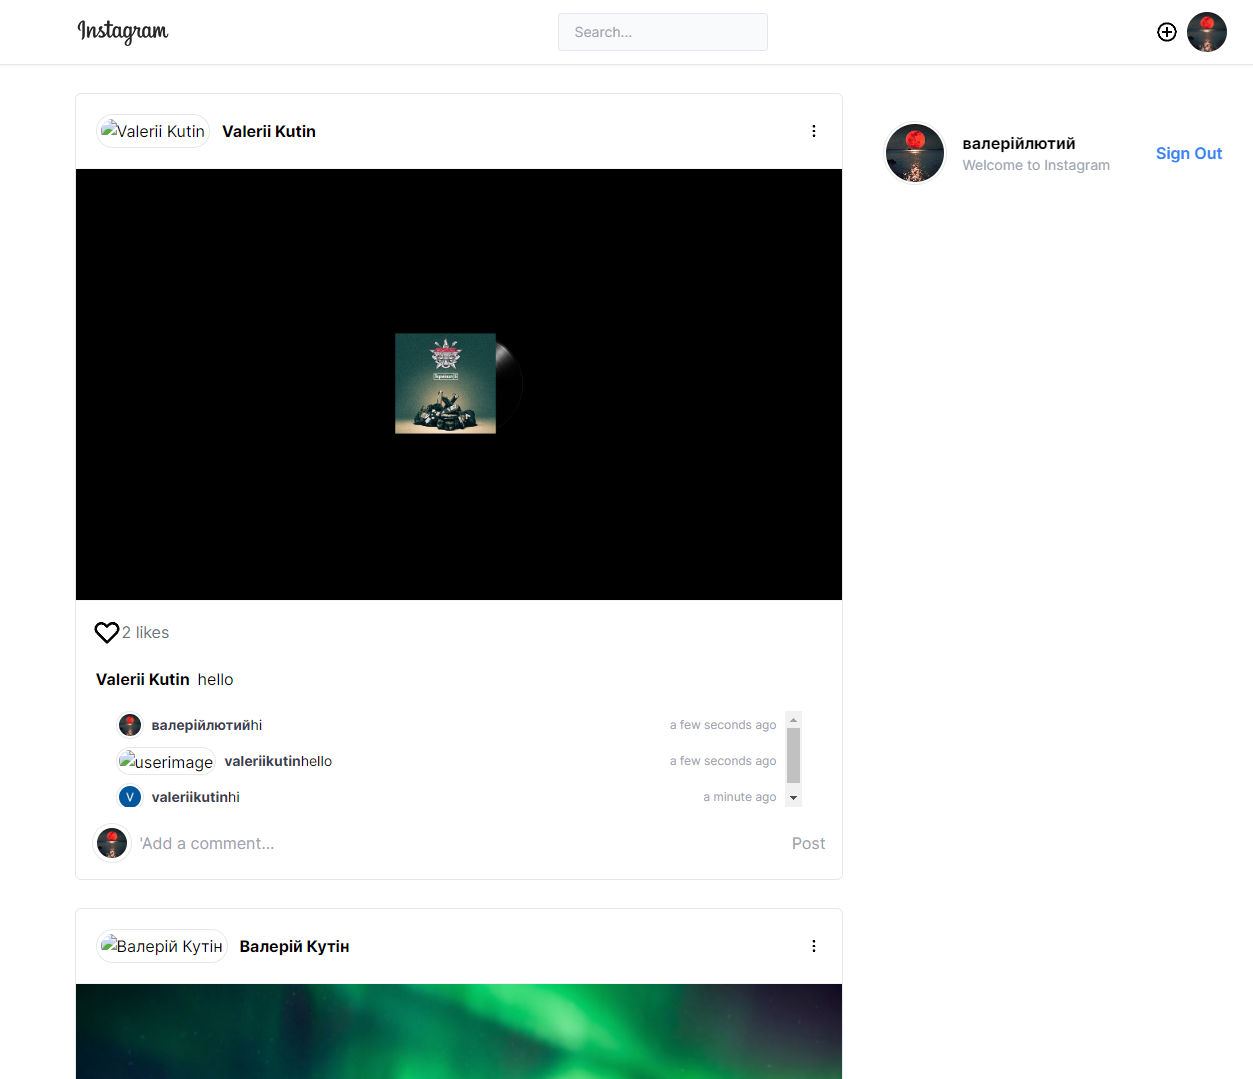 Instagram
Search...
Valerii Kutin Valerii Kutin
валерійлютий
Welcome to Instagram
Sign Out
2 likes
Valerii Kutin hello
валерійлютийhi a few seconds ago
userimage valeriikutinhello a few seconds ago
V valeriikutinhi a minute ago
'Add a comment... Post
Валерій Кутін Валерій Кутін